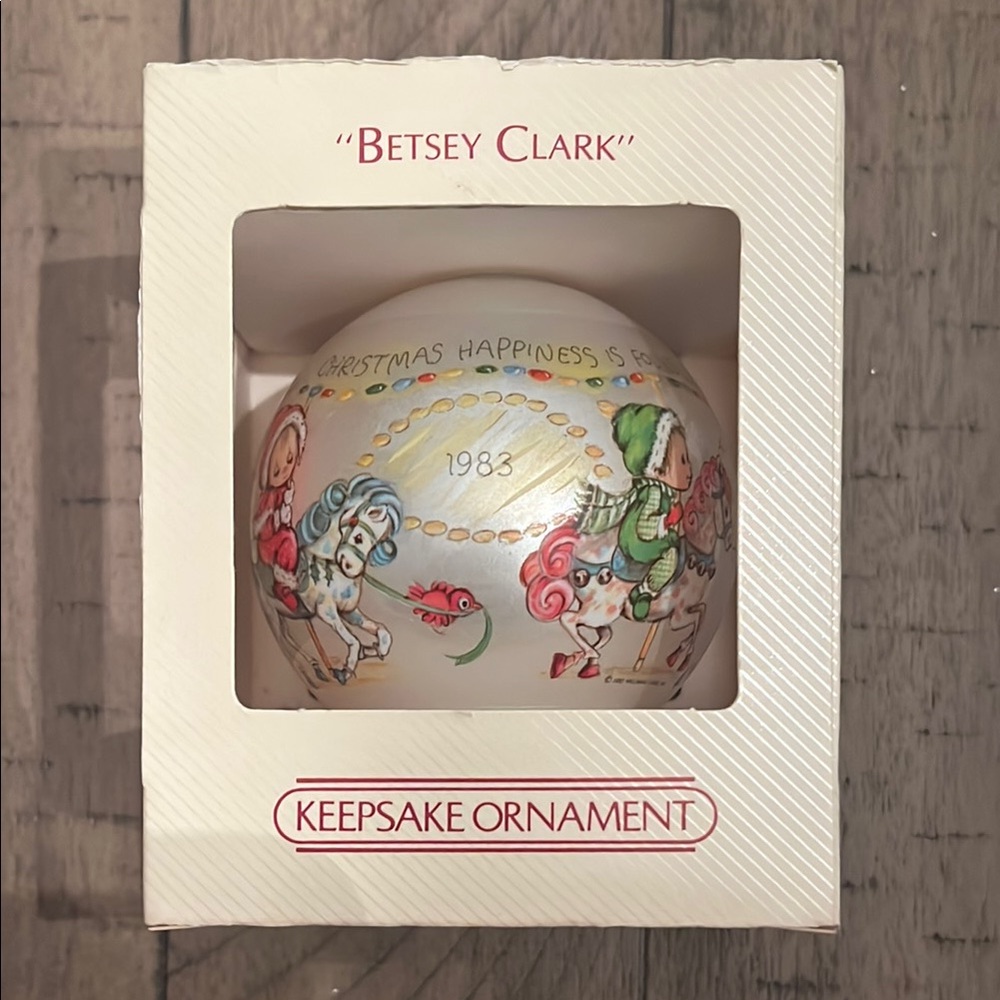 "BETSEY CLARK"
CHRISTMAS HAPPINESS IS
1983
KEEPSAKE ORNAMENT